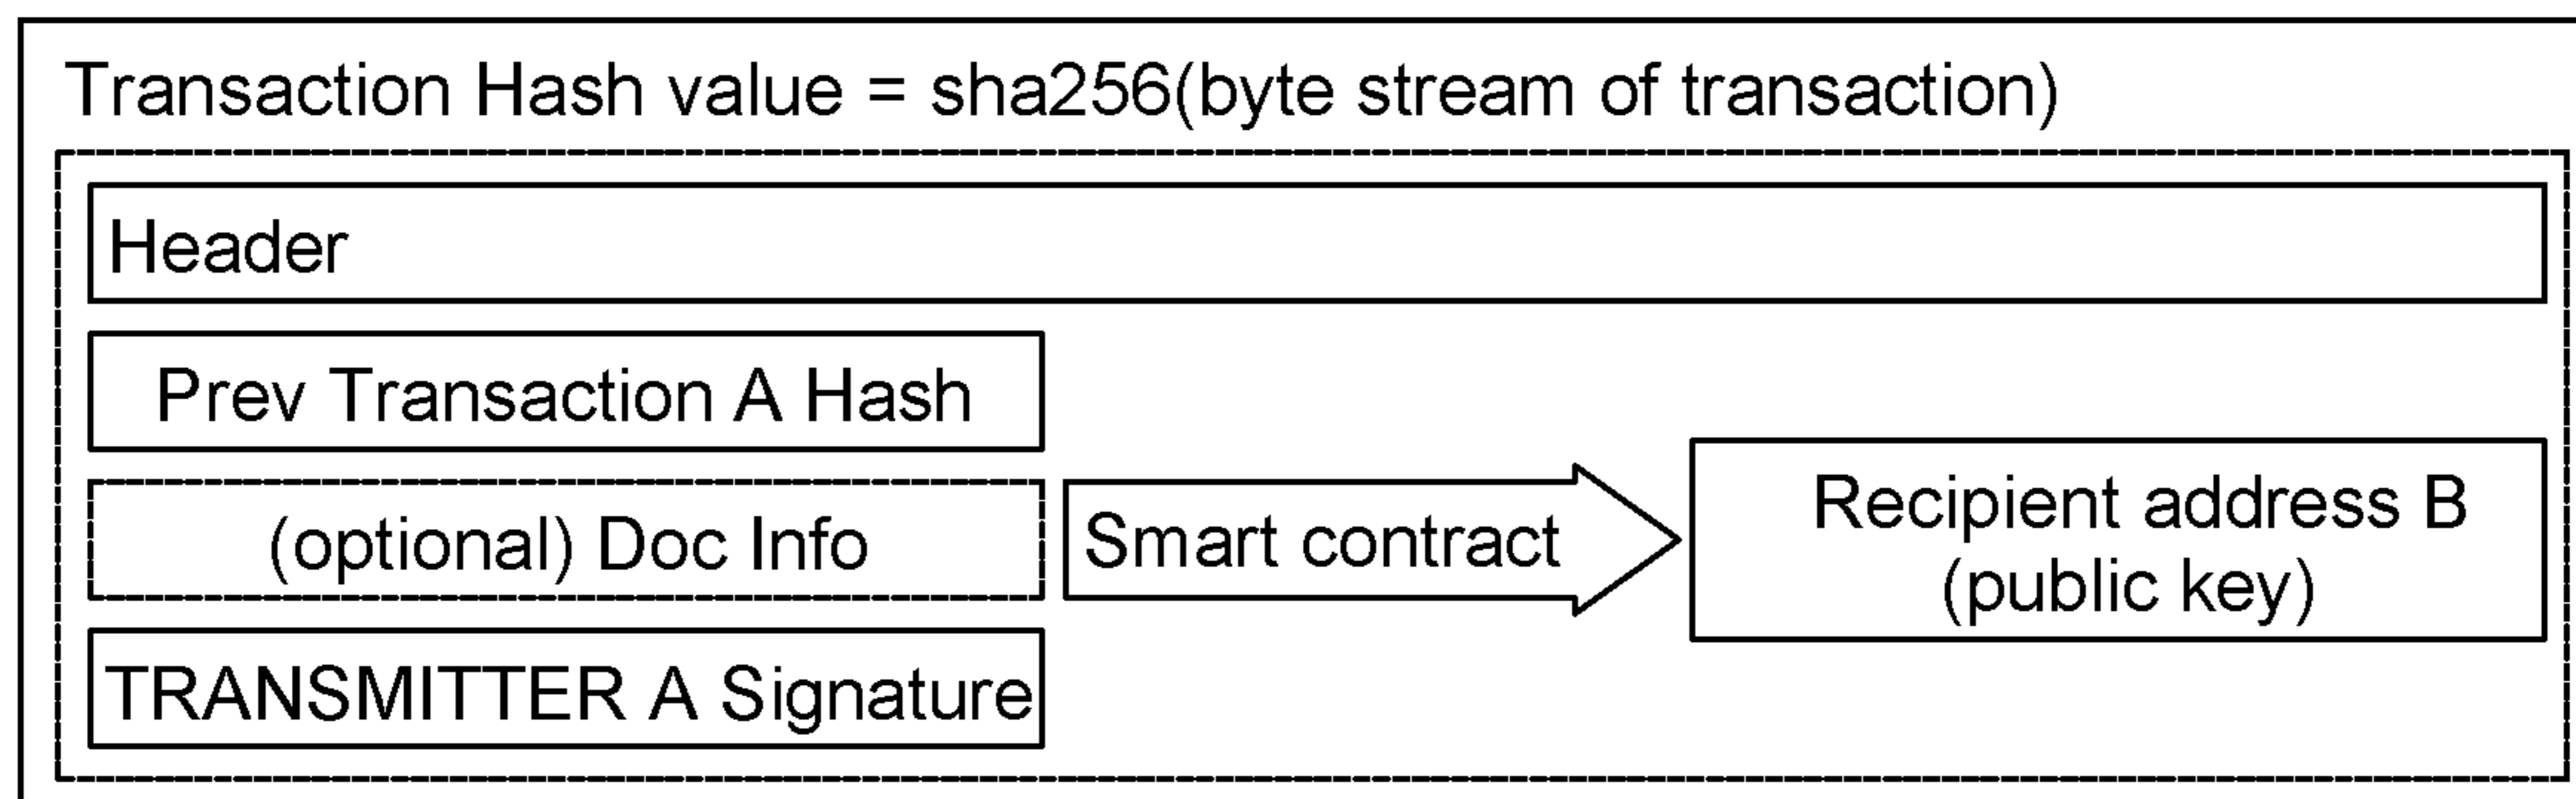 Transaction Hash value = sha256(byte stream of transaction)
Header
Prev Transaction A Hash
(optional) Doc Info
TRANSMITTER A Signature
Smart contract
Recipient address B
(public key)